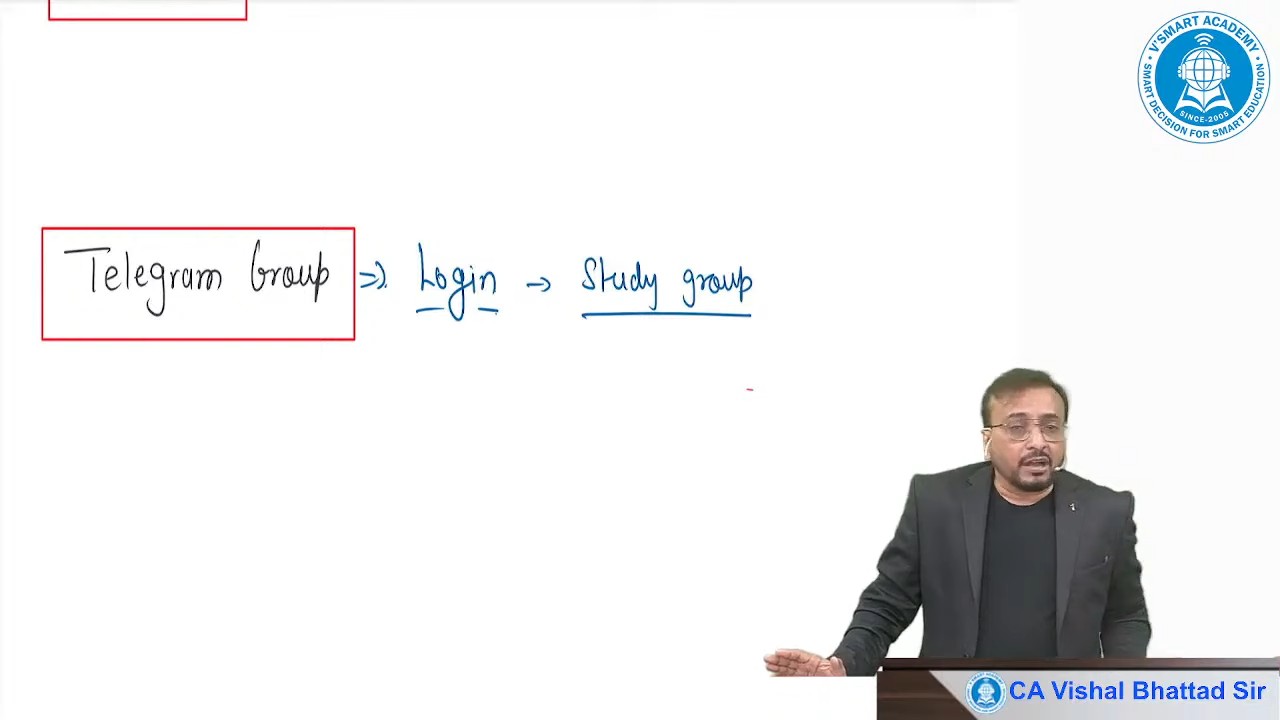 V'SMART ACADEMY
SMART DECISION FOR SMART EDUCATION
SINCE-2005
Telegram Group ⇒ Login → Study group
CA Vishal Bhattad Sir